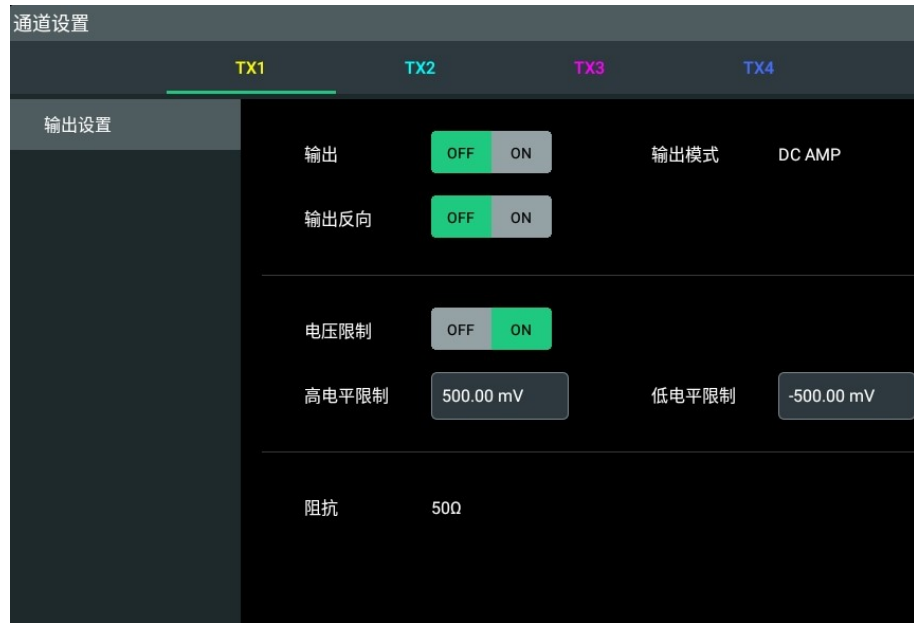 通道设置
TX1 TX2 TX3 TX4
输出设置
输出 OFF ON 输出模式 DC AMP
输出反向 OFF ON
电压限制 OFF ON
高电平限制 500.00 mV 低电平限制 -500.00 mV
阻抗 50Ω